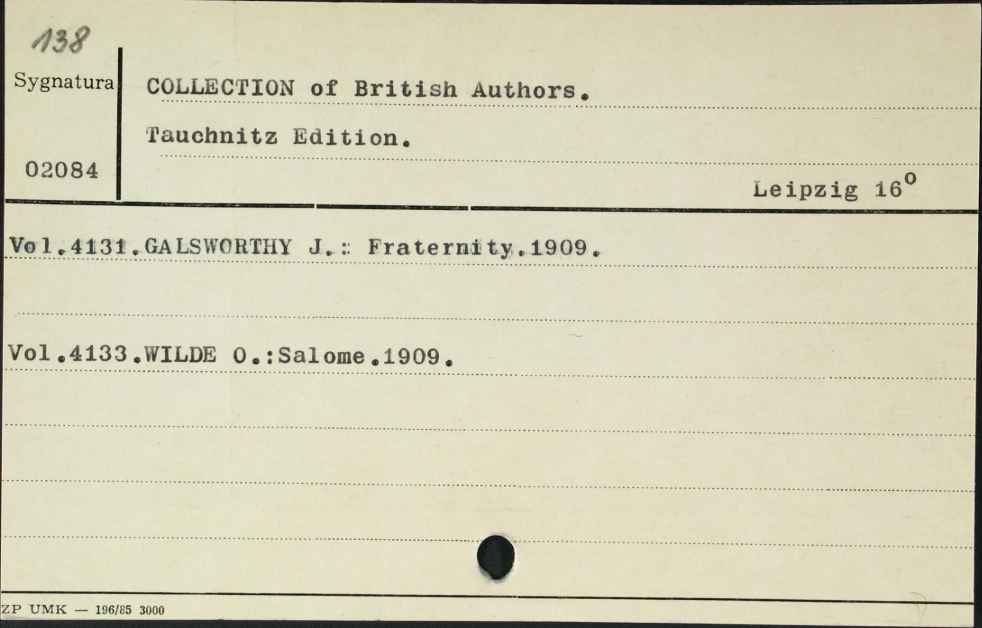 138
Sygnatura
COLLECTION of British Authors.
Tauchnitz Edition.
02084
Leipzig 16⁰
Vol.4131.GALSWORTHY J.: Fraternity.1909.
Vol.4133.WILDE O.:Salome.1909.
ZP UMK — 196/85 3000